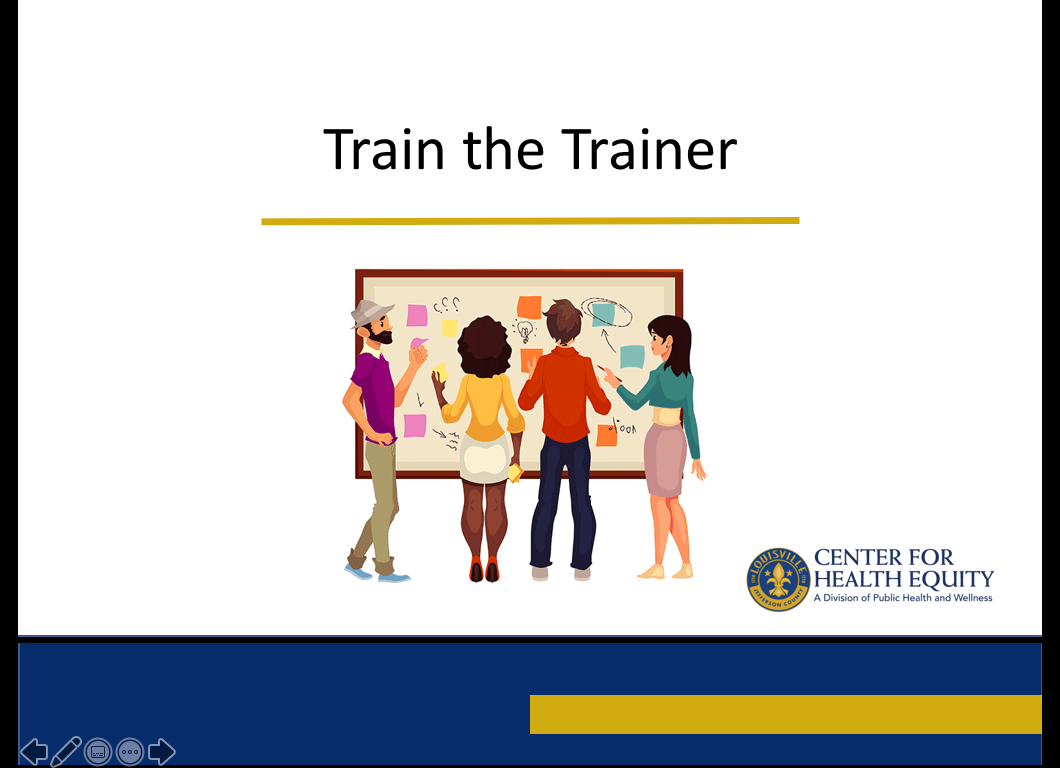 Train the Trainer
???
LOUISVILLE
JEFFERSON COUNTY
CENTER FOR
HEALTH EQUITY
A Division of Public Health and Wellness